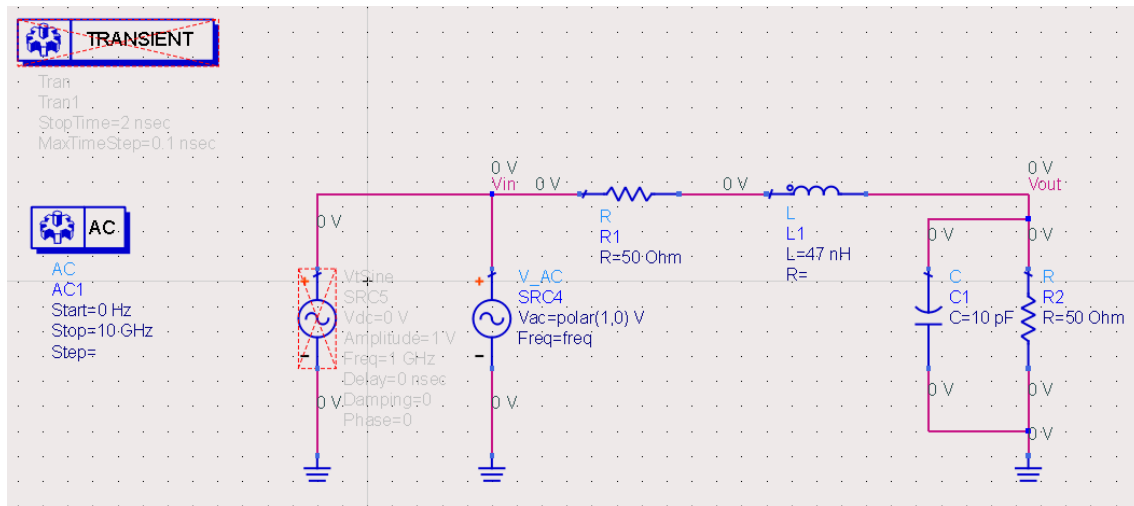 TRANSIENT
Tran
Tran1
StopTime=2 nsec
MaxTimeStep=0.1 nsec
AC
AC
AC1
Start=0 Hz
Stop=10 GHz
Step=
0 V
Vin
0 V
0 V
0 V
Vout
0 V
R
R1
R=50 Ohm
L
L1
L=47 nH
R=
+
VtSine
SRC5
Vdc=0 V
Amplitude=1 V
Freq=1 GHz
Delay=0 nsec
Damping=0
Phase=0
-
0 V
+
V_AC
SRC4
Vac=polar(1,0) V
Freq=freq
-
0 V
0 V
0 V
C
C1
C=10 pF
R
R2
R=50 Ohm
0 V
0 V
0 V